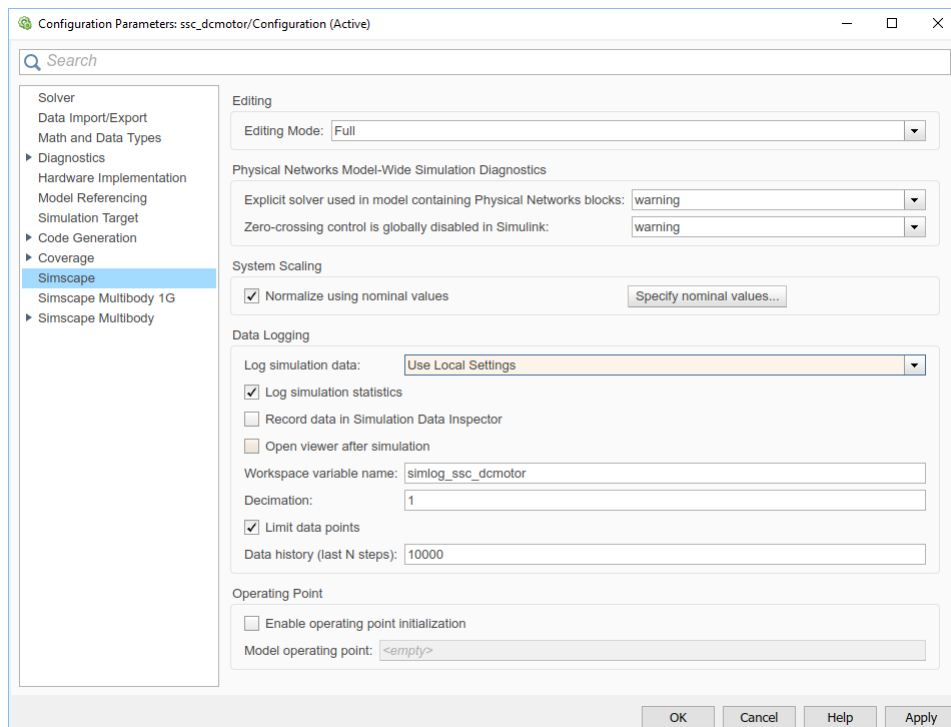 Configuration Parameters: ssc_dcmotor/Configuration (Active)
Search
Solver
Data Import/Export
Math and Data Types
Diagnostics
Hardware Implementation
Model Referencing
Simulation Target
Code Generation
Coverage
Simscape
Simscape Multibody 1G
Simscape Multibody
Editing
Editing Mode: Full
Physical Networks Model-Wide Simulation Diagnostics
Explicit solver used in model containing Physical Networks blocks: warning
Zero-crossing control is globally disabled in Simulink: warning
System Scaling
Normalize using nominal values Specify nominal values...
Data Logging
Log simulation data: Use Local Settings
Log simulation statistics
Record data in Simulation Data Inspector
Open viewer after simulation
Workspace variable name: simlog_ssc_dcmotor
Decimation: 1
Limit data points
Data history (last N steps): 10000
Operating Point
Enable operating point initialization
Model operating point: <empty>
OK Cancel Help Apply